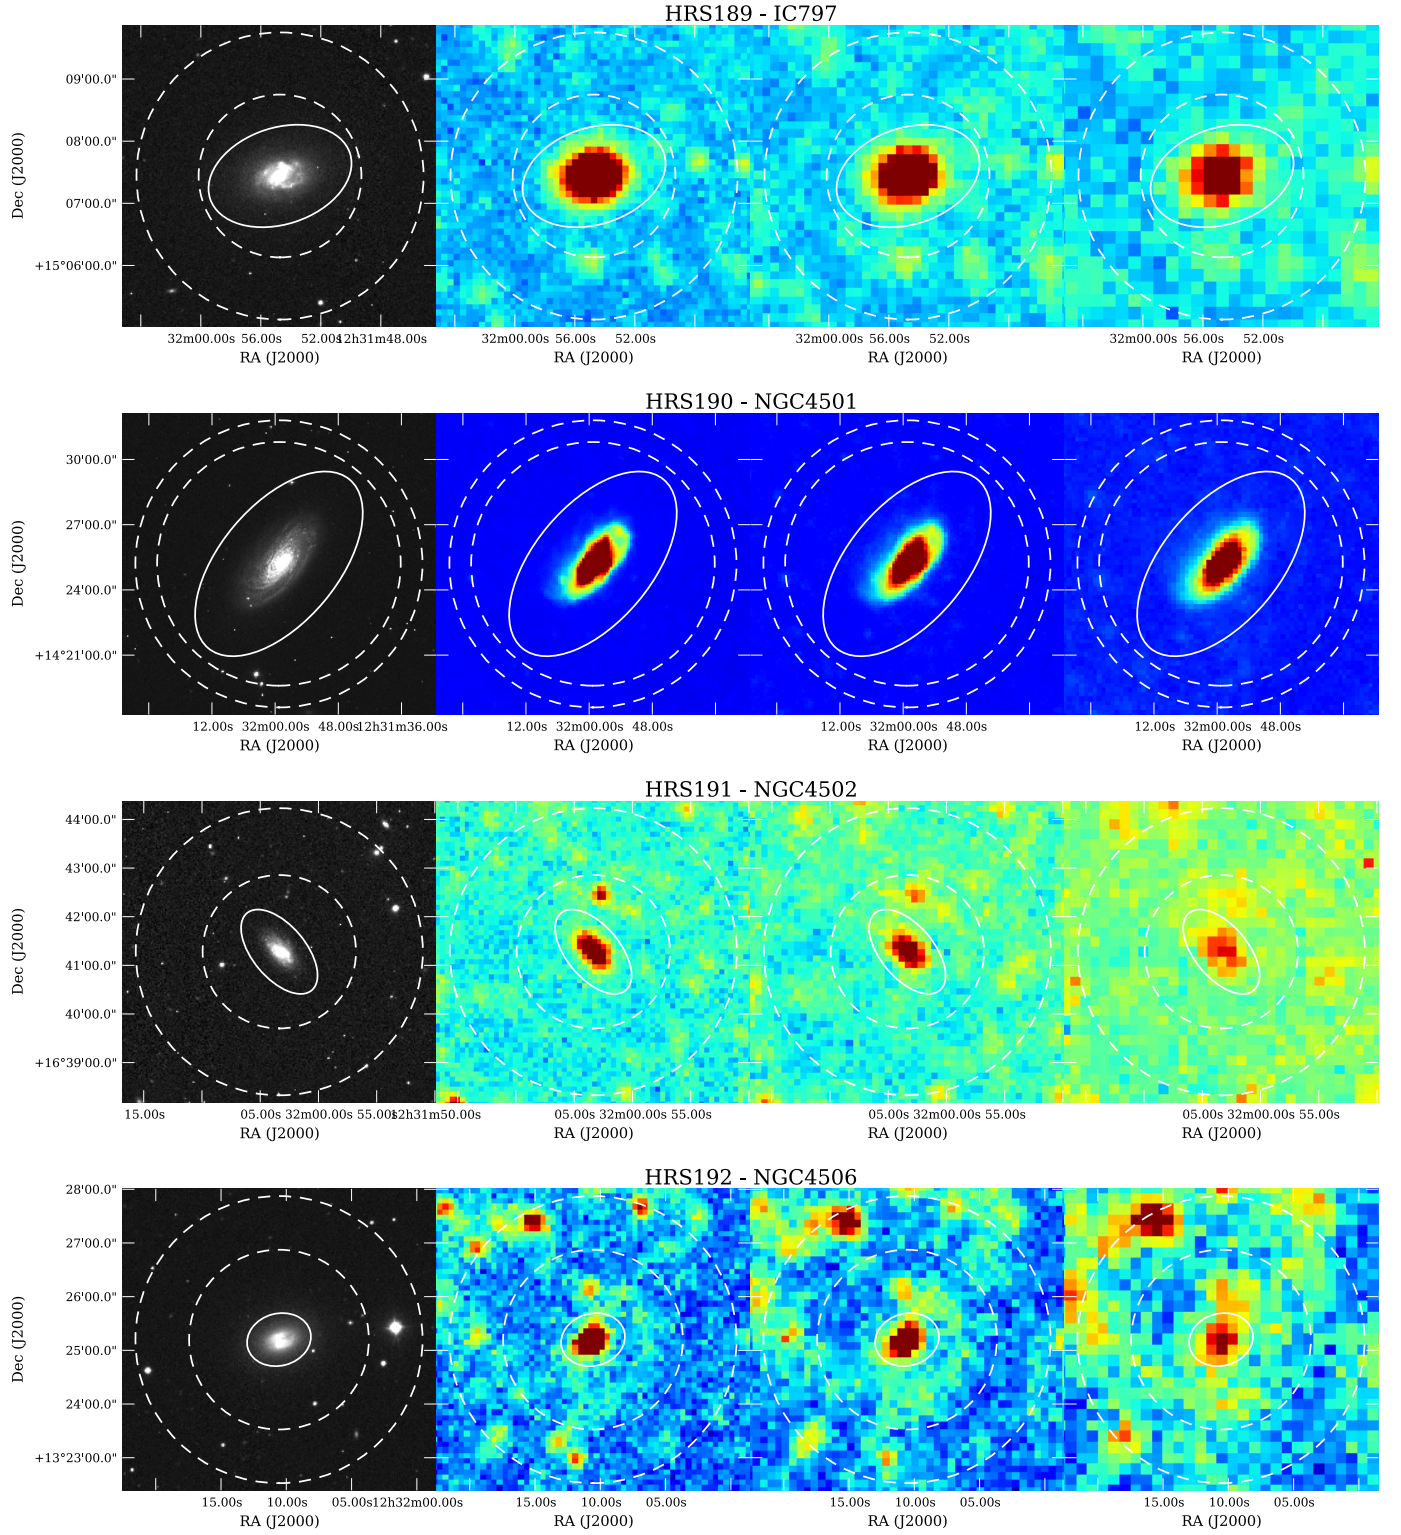 HRS189 - IC797
Dec (J2000)
09'00.0"
08'00.0"
07'00.0"
+15°06'00.0"
32m00.00s 56.00s 52.00s 12h31m48.00s 32m00.00s 56.00s 52.00s 32m00.00s 56.00s 52.00s 32m00.00s 56.00s 52.00s
RA (J2000) RA (J2000) RA (J2000) RA (J2000)
HRS190 - NGC4501
Dec (J2000)
30'00.0"
27'00.0"
24'00.0"
+14°21'00.0"
12.00s 32m00.00s 48.00s 12h31m36.00s 12.00s 32m00.00s 48.00s 12.00s 32m00.00s 48.00s 12.00s 32m00.00s 48.00s
RA (J2000) RA (J2000) RA (J2000) RA (J2000)
HRS191 - NGC4502
Dec (J2000)
44'00.0"
43'00.0"
42'00.0"
41'00.0"
40'00.0"
+16°39'00.0"
15.00s 05.00s 32m00.00s 55.00s 12h31m50.00s 05.00s 32m00.00s 55.00s 05.00s 32m00.00s 55.00s 05.00s 32m00.00s 55.00s
RA (J2000) RA (J2000) RA (J2000) RA (J2000)
HRS192 - NGC4506
Dec (J2000)
28'00.0"
27'00.0"
26'00.0"
25'00.0"
24'00.0"
+13°23'00.0"
15.00s 10.00s 05.00s 12h32m00.00s 15.00s 10.00s 05.00s 15.00s 10.00s 05.00s 15.00s 10.00s 05.00s
RA (J2000) RA (J2000) RA (J2000) RA (J2000)